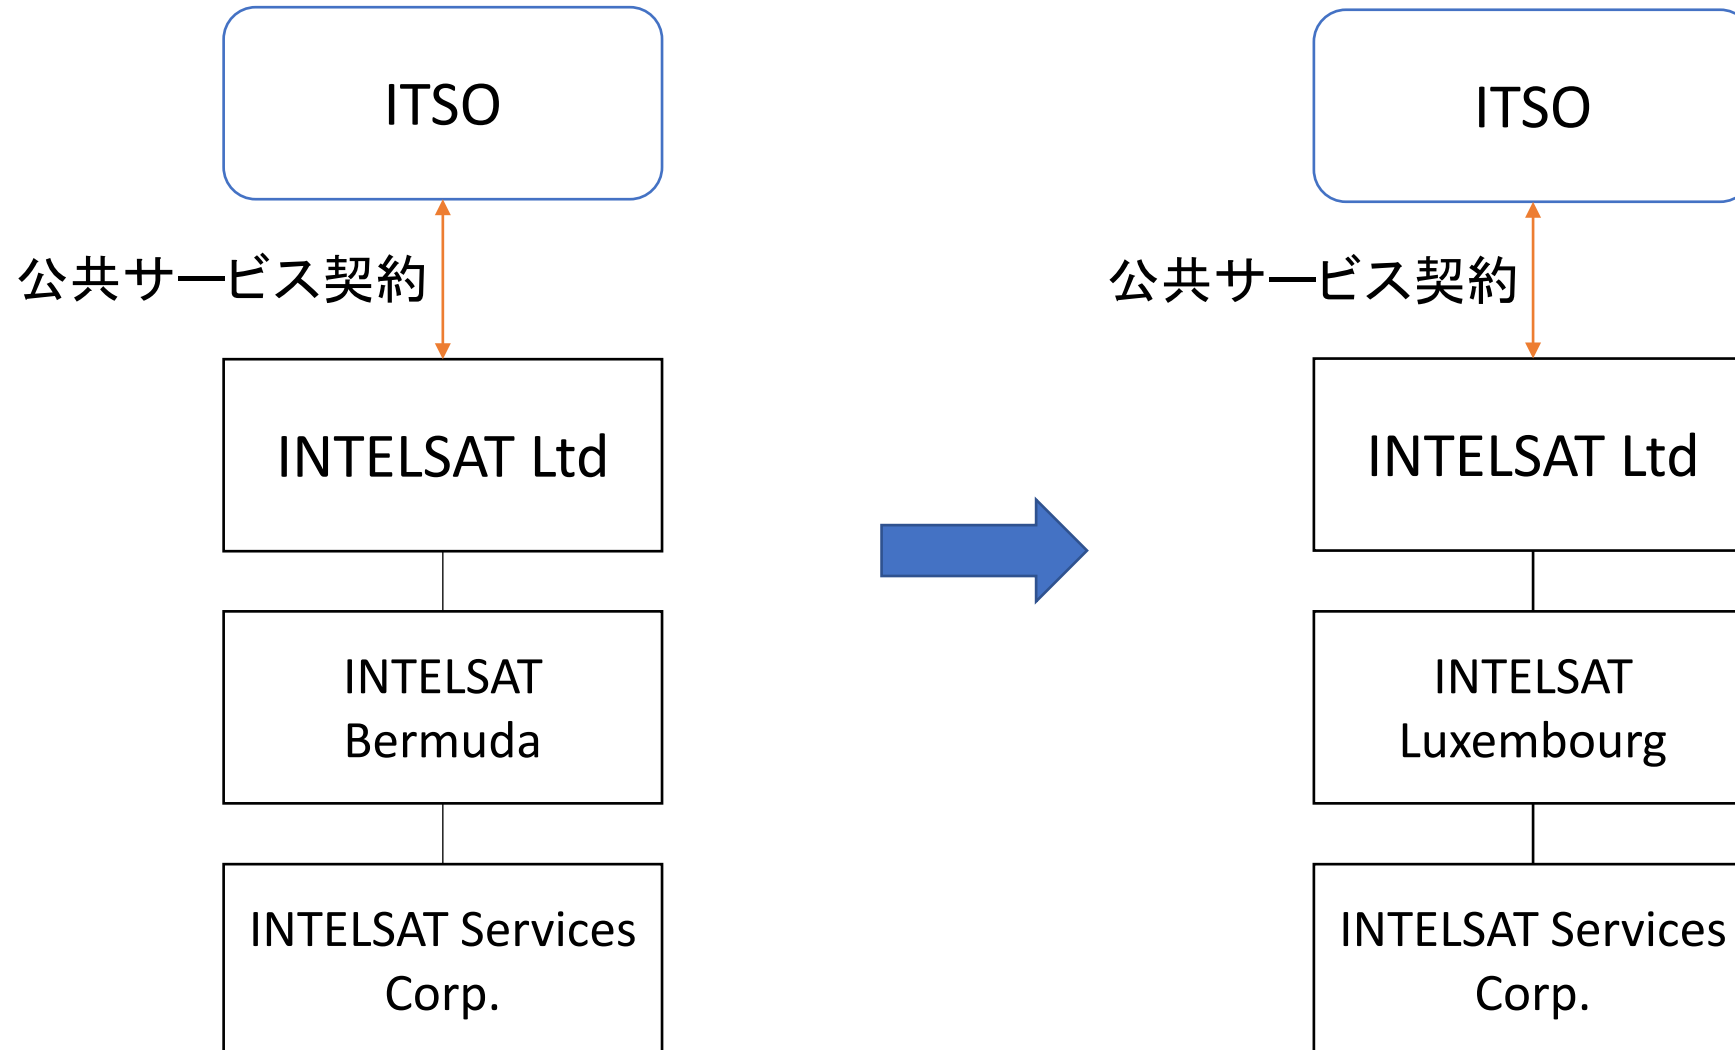 ITSO
公共サービス契約
INTELSAT Ltd
INTELSAT
Bermuda
INTELSAT Services
Corp.
ITSO
公共サービス契約
INTELSAT Ltd
INTELSAT
Luxembourg
INTELSAT Services
Corp.